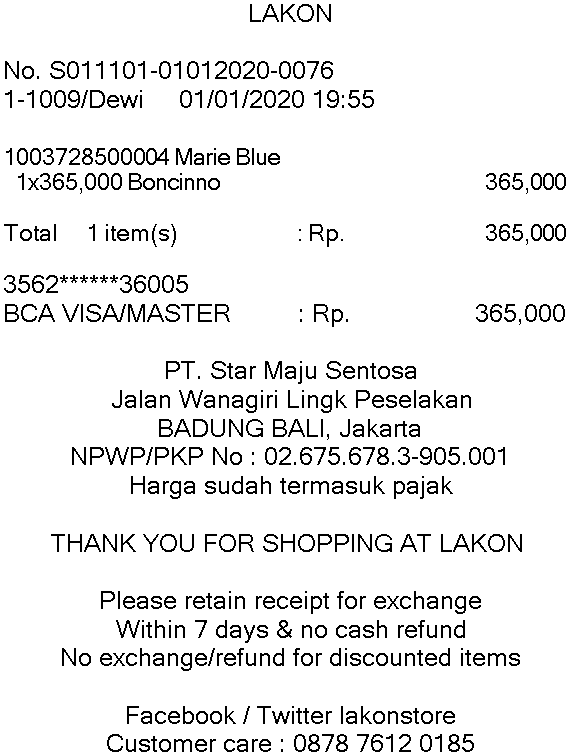 LAKON
No. S011101-01012020-0076
1-1009/Dewi 01/01/2020 19:55
1003728500004 Marie Blue
1x365,000 Boncinno 365,000
Total 1 item(s) : Rp. 365,000
3562******36005
BCA VISA/MASTER : Rp. 365,000
PT. Star Maju Sentosa
Jalan Wanagiri Lingk Peselakan
BADUNG BALI, Jakarta
NPWP/PKP No : 02.675.678.3-905.001
Harga sudah termasuk pajak
THANK YOU FOR SHOPPING AT LAKON
Please retain receipt for exchange
Within 7 days & no cash refund
No exchange/refund for discounted items
Facebook / Twitter lakonstore
Customer care : 0878 7612 0185